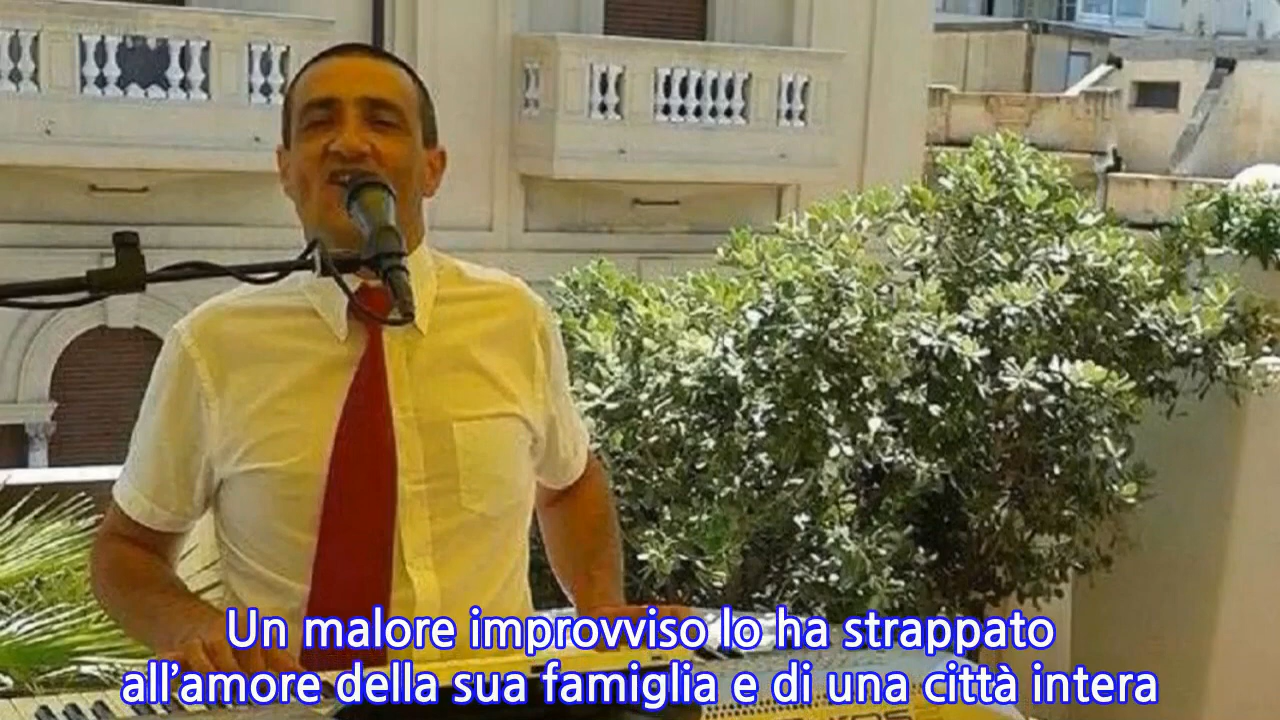 Un malore improvviso lo ha strappato
all'amore della sua famiglia e di una città intera